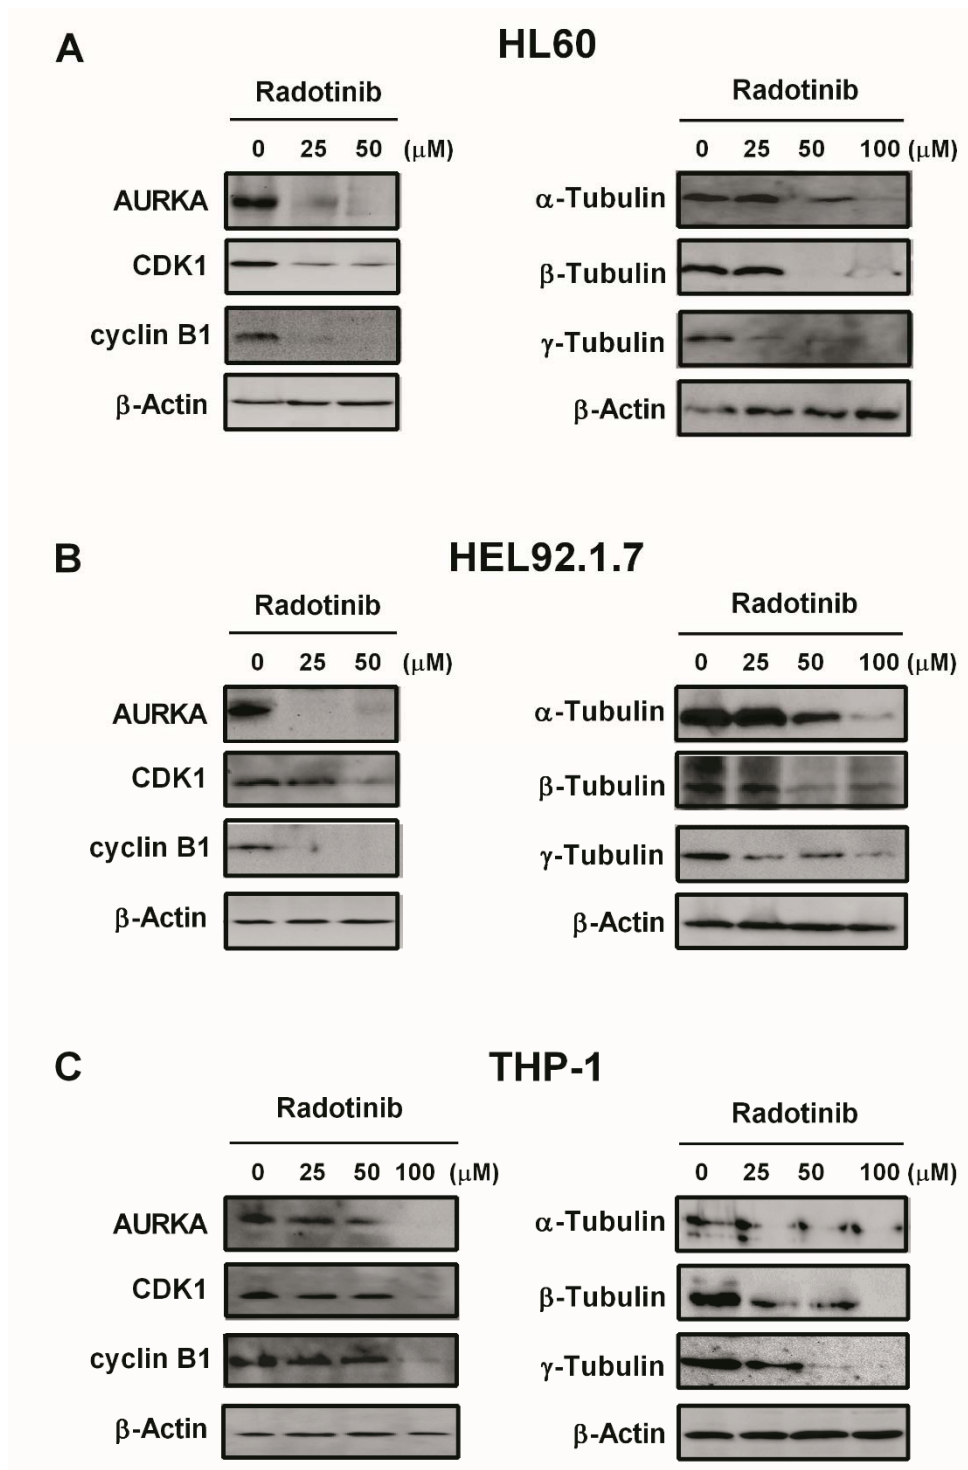 A
HL60
Radotinib
0 25 50 (μM)
AURKA
CDK1
cyclin B1
β-Actin
Radotinib
0 25 50 100 (μM)
α-Tubulin
β-Tubulin
γ-Tubulin
β-Actin
B
HEL92.1.7
Radotinib
0 25 50 (μM)
AURKA
CDK1
cyclin B1
β-Actin
Radotinib
0 25 50 100 (μM)
α-Tubulin
β-Tubulin
γ-Tubulin
β-Actin
C
THP-1
Radotinib
0 25 50 100 (μM)
AURKA
CDK1
cyclin B1
β-Actin
Radotinib
0 25 50 100 (μM)
α-Tubulin
β-Tubulin
γ-Tubulin
β-Actin